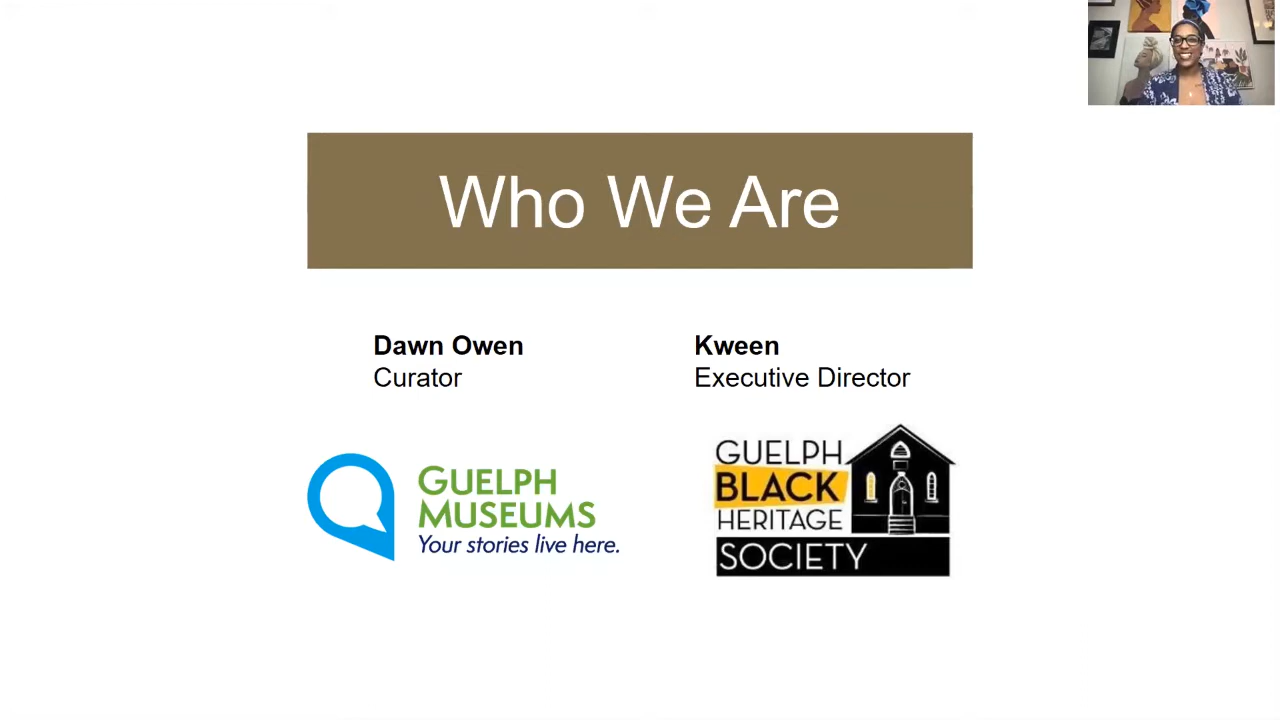 Who We Are
Dawn Owen
Curator
Kween
Executive Director
GUELPH
MUSEUMS
Your stories live here.
GUELPH
BLACK
HERITAGE
SOCIETY